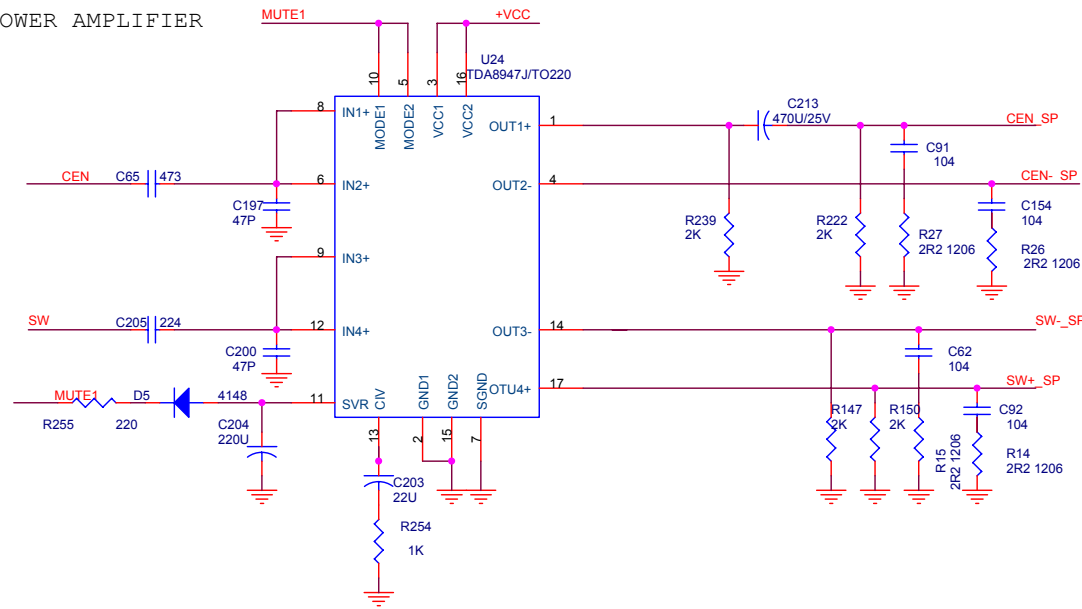 OWER AMPLIFIER
MUTE1
+VCC
U24
TDA8947J/TO220
10
5
3
16
MODE1
MODE2
VCC1
VCC2
8
IN1+
OUT1+
1
C213
470U/25V
CEN_SP
C91
104
CEN
C65
473
6
IN2+
OUT2-
4
CEN-_SP
C197
47P
R239
2K
R222
2K
R27
2R2 1206
C154
104
R26
2R2 1206
9
IN3+
SW
C205
224
12
IN4+
OUT3-
14
SW-_SP
C200
47P
C62
104
OTU4+
17
SW+_SP
MUTE1
D5
4148
11
SVR
CIV
GND1
GND2
SGND
R255
220
C204
220U
R147
2K
R150
2K
R15
2R2 1206
C92
104
R14
2R2 1206
13
2
15
7
C203
22U
R254
1K